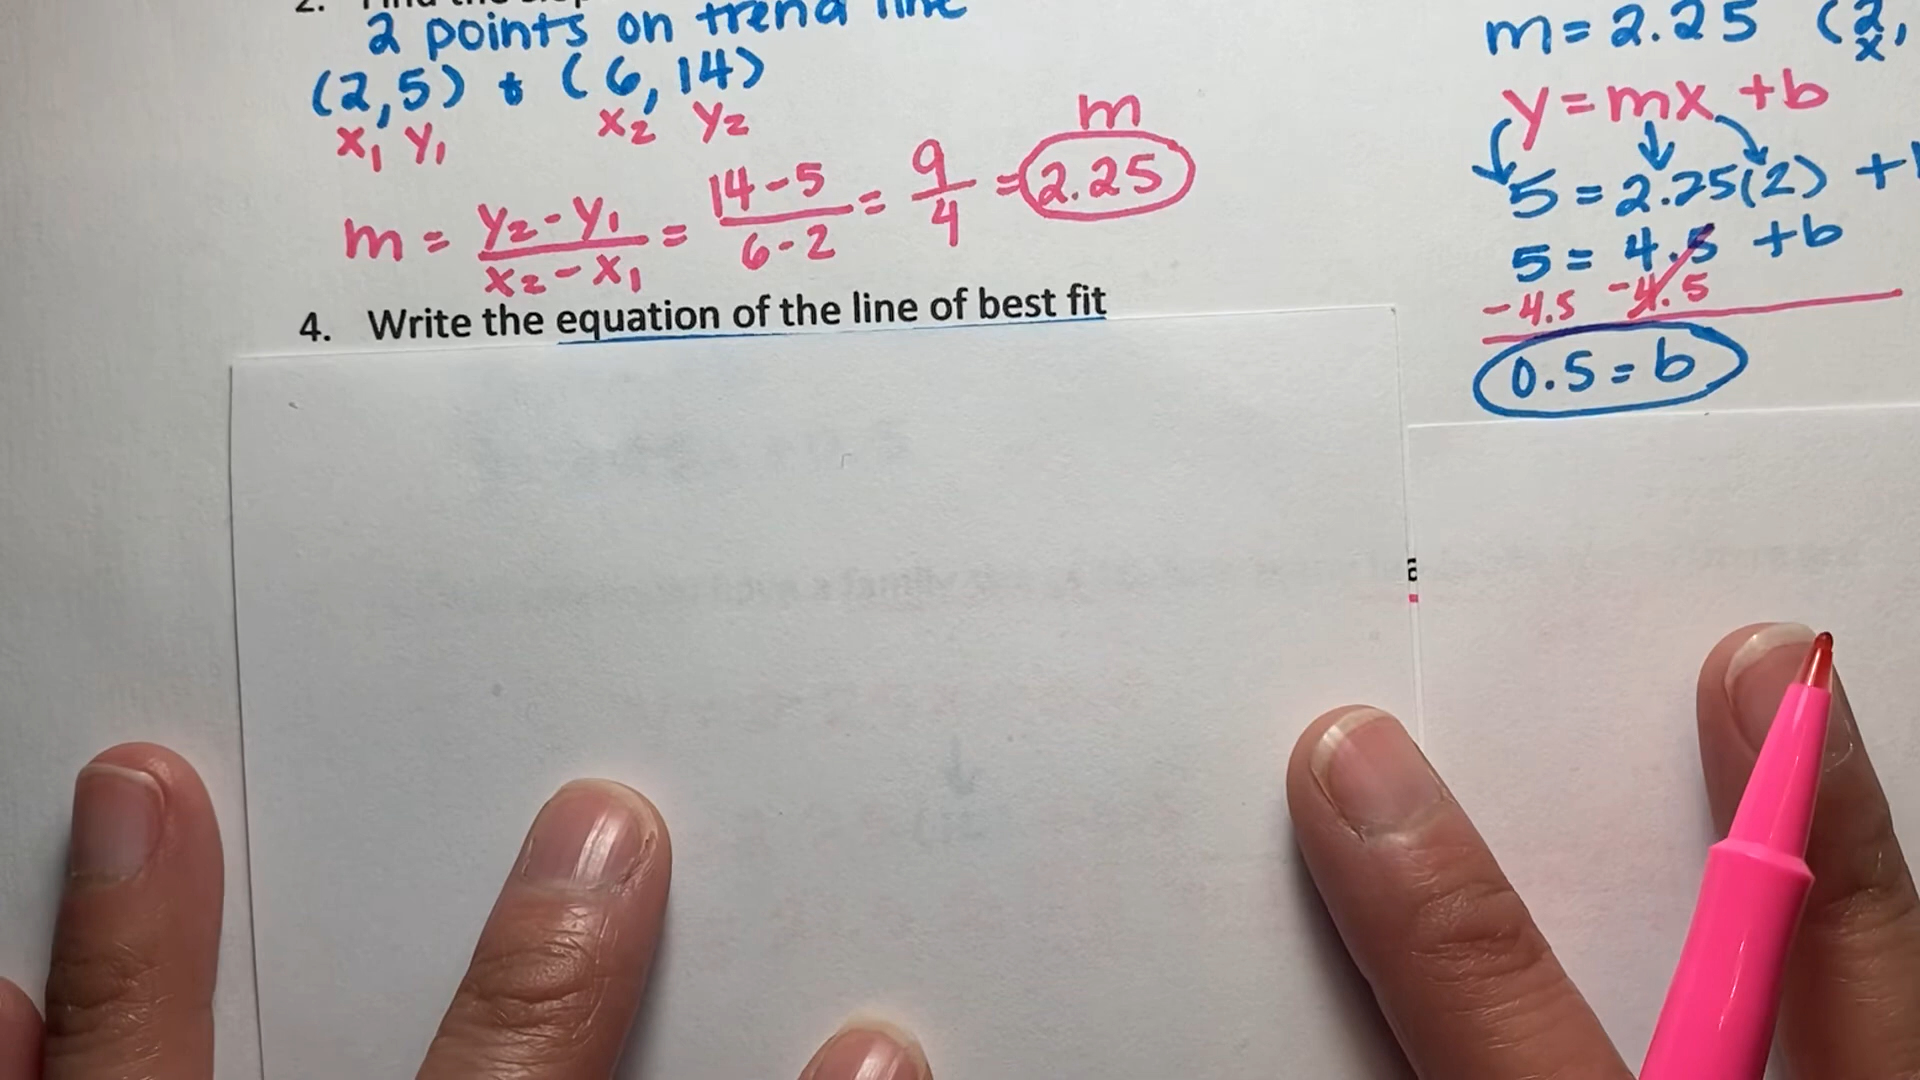 2.
2 points on trend line
(2,5) + (6,14)
x₁ y₁ x₂ y₂
m
m = y₂-y₁ / x₂-x₁ = 14-5 / 6-2 = 9/4 = 2.25
4. Write the equation of the line of best fit
m=2.25 (2,
x
y=mx+b
5=2.25(2) +b
5= 4.5 +b
-4.5 -4.5
0.5=b